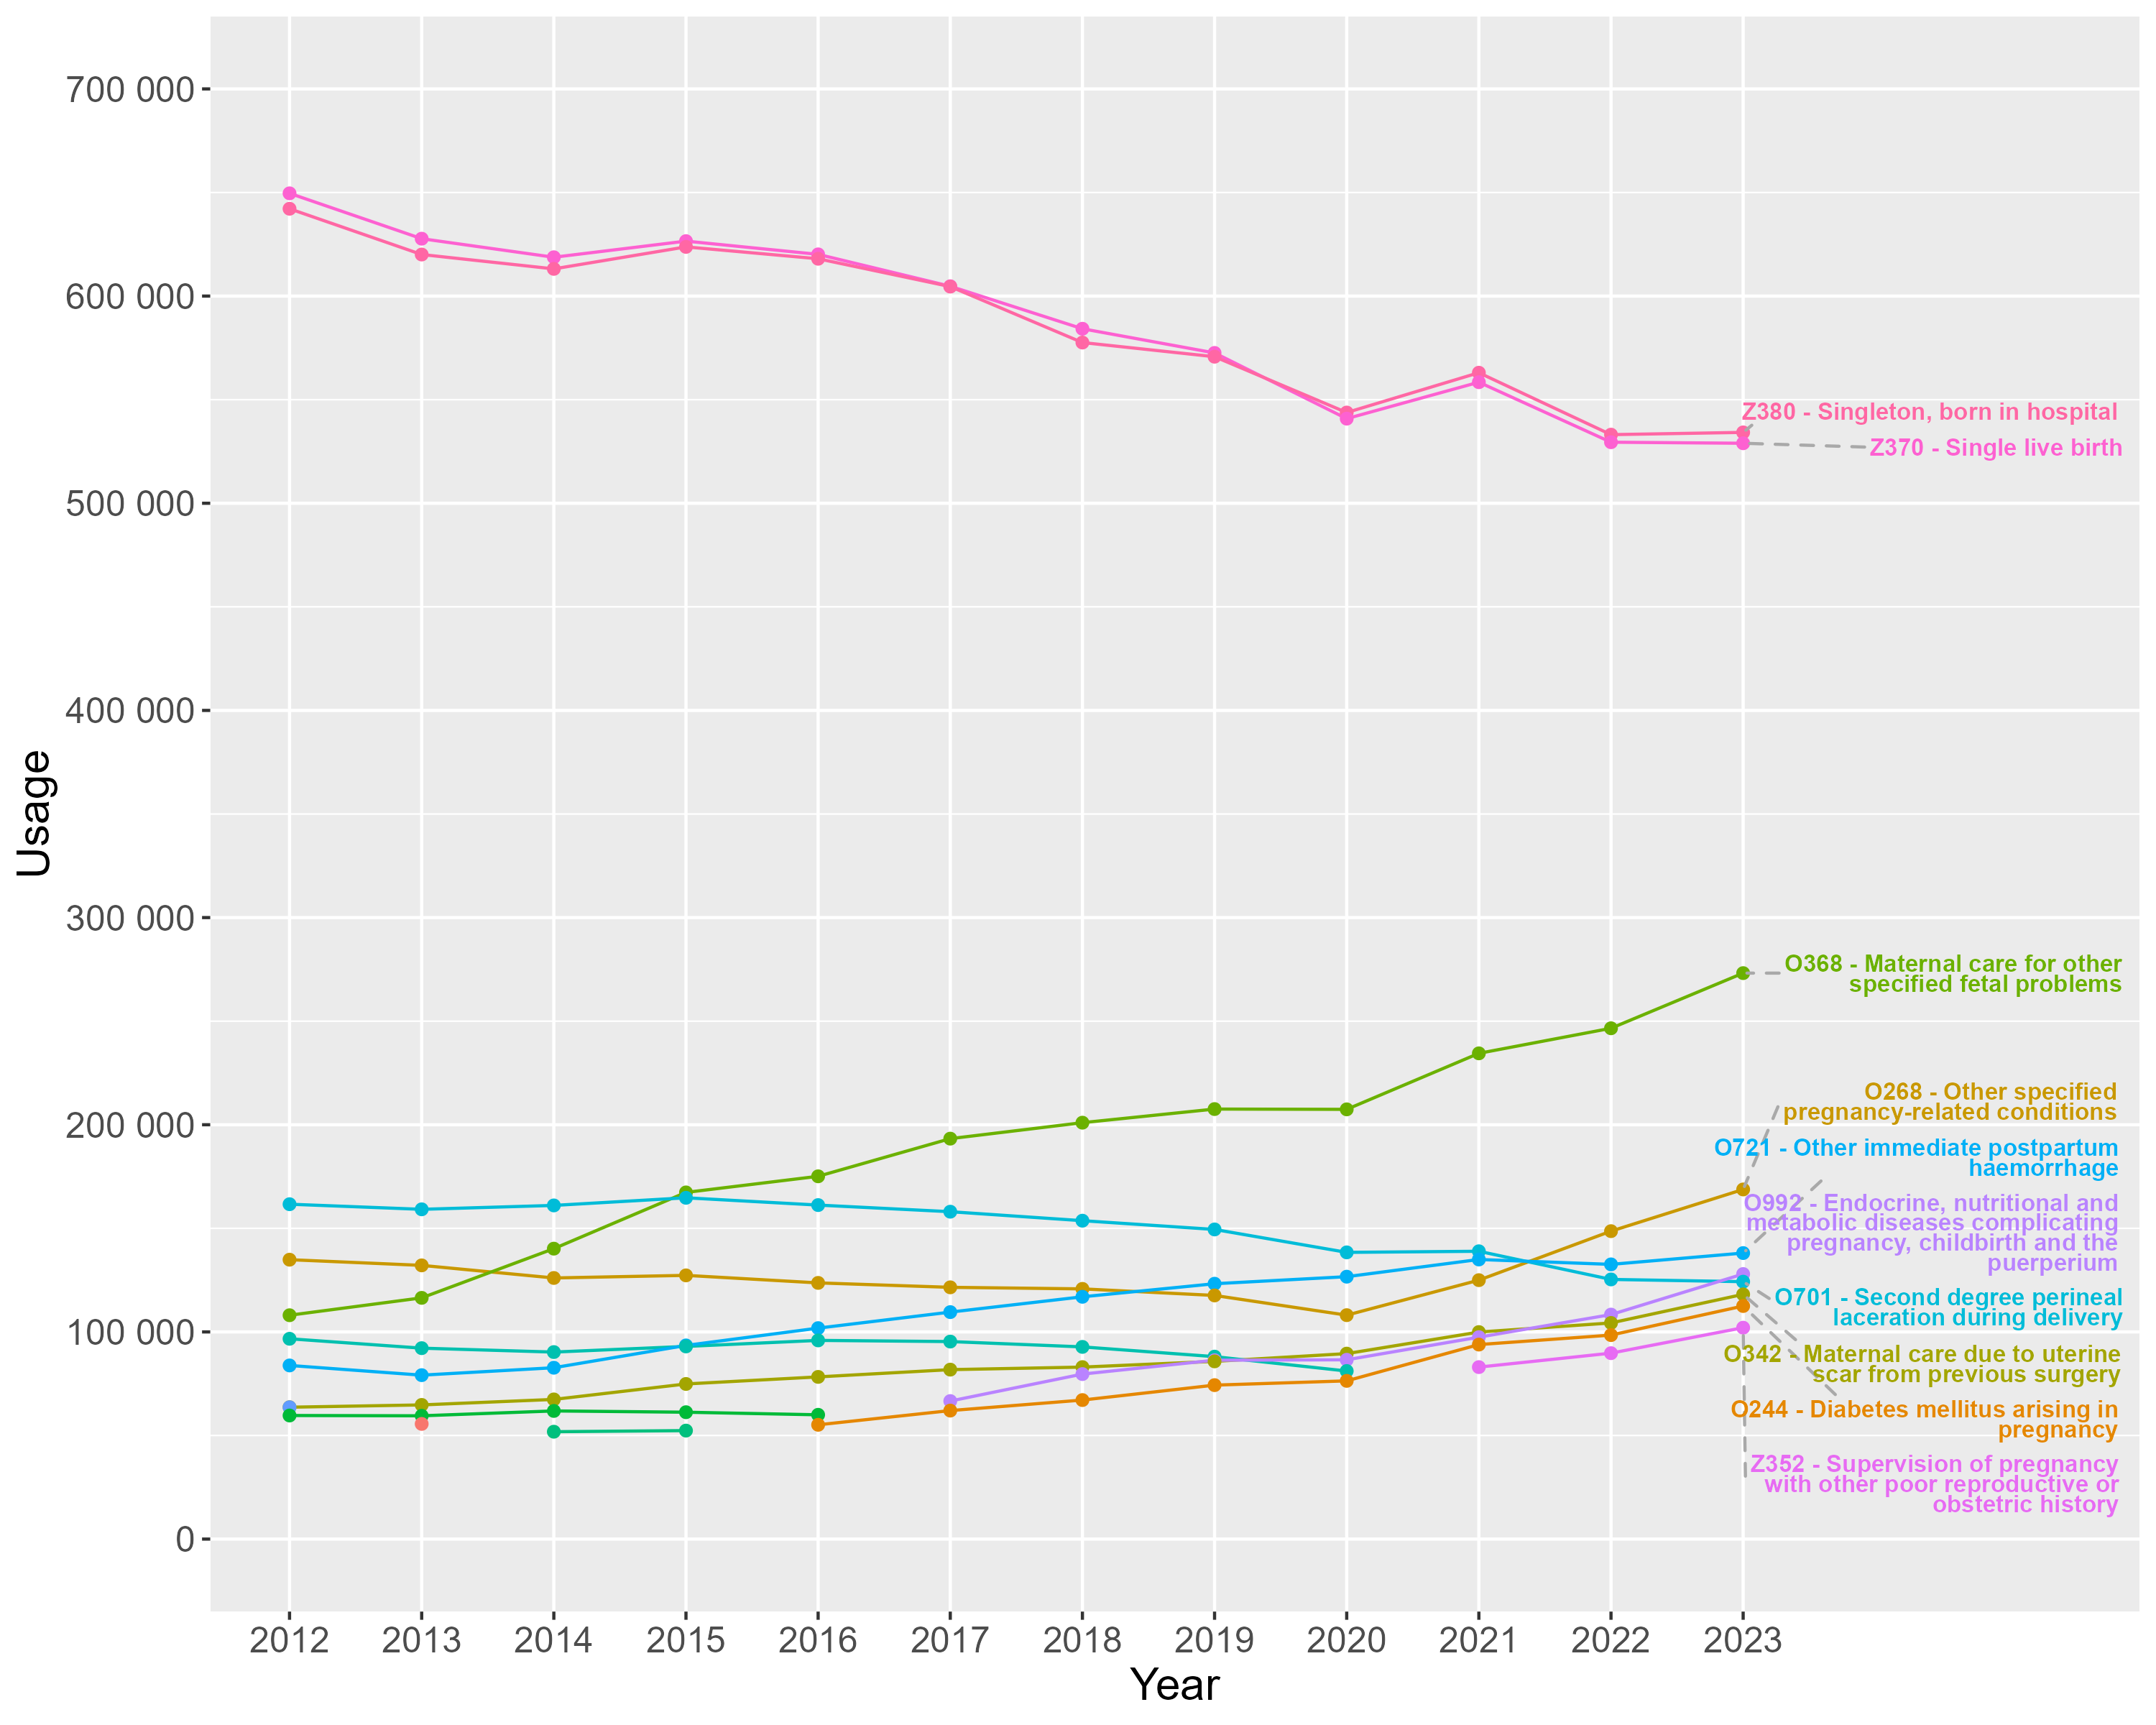 700 000
600 000
500 000
400 000
300 000
200 000
100 000
0
Usage
2012 2013 2014 2015 2016 2017 2018 2019 2020 2021 2022 2023
Year
Z380 - Singleton, born in hospital
Z370 - Single live birth
O368 - Maternal care for other
specified fetal problems
O268 - Other specified
pregnancy-related conditions
O721 - Other immediate postpartum
haemorrhage
O992 - Endocrine, nutritional and
metabolic diseases complicating
pregnancy, childbirth and the
puerperium
O701 - Second degree perineal
laceration during delivery
O342 - Maternal care due to uterine
scar from previous surgery
O244 - Diabetes mellitus arising in
pregnancy
Z352 - Supervision of pregnancy
with other poor reproductive or
obstetric history